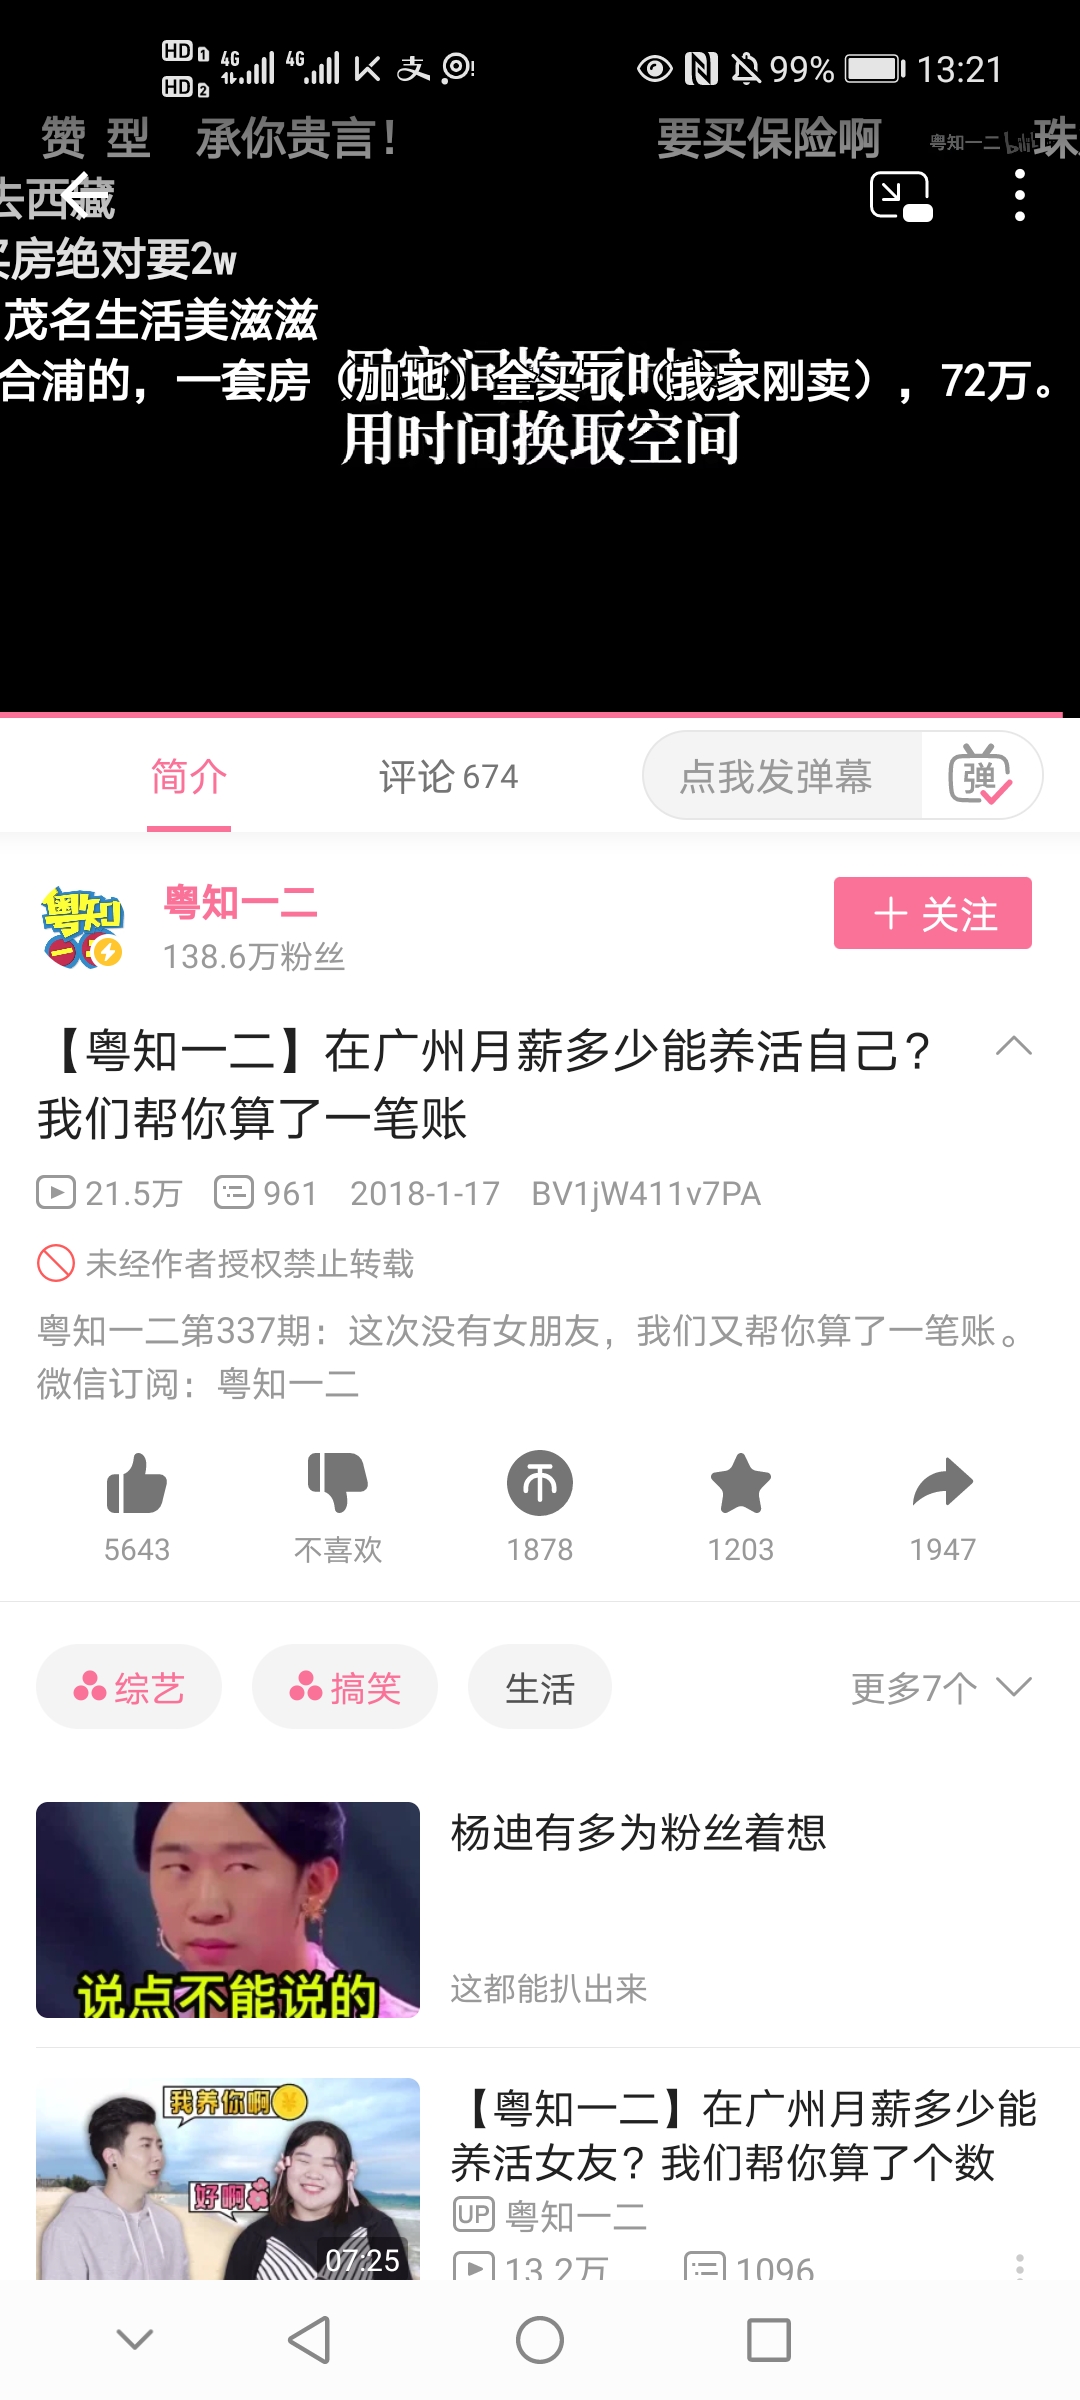 HD 1 4G 4G 99% 13:21
HD 2
赞 型 承你贵言! 要买保险啊 粤知一二 bilibili 珠
去西藏
房绝对要2w
茂名生活美滋滋
合浦的，一套房（加地）全买了（我家刚卖），72万。
用时间换取空间
简介 评论 674 点我发弹幕 弹
粤知一二
粤知一二
138.6万粉丝
+ 关注
【粤知一二】在广州月薪多少能养活自己?
我们帮你算了一笔账
21.5万 961 2018-1-17 BV1jW411v7PA
未经作者授权禁止转载
粤知一二第337期：这次没有女朋友，我们又帮你算了一笔账。
微信订阅：粤知一二
5643 不喜欢 1878 1203 1947
综艺 搞笑 生活 更多7个
说点不能说的
杨迪有多为粉丝着想
这都能扒出来
我养你啊
好啊
07:25
【粤知一二】在广州月薪多少能
养活女友？我们帮你算了个数
UP 粤知一二
13.2万 1096